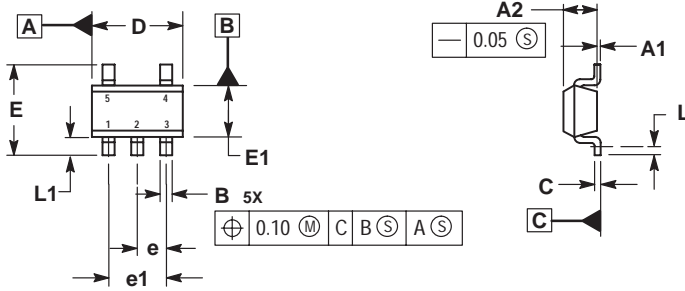 A2
A
D
B
— 0.05 Ⓢ
A1
E
5 4
1 2 3
L
E1
L1
B 5X
C
⌖ 0.10 Ⓜ C B Ⓢ A Ⓢ
C
e
e1